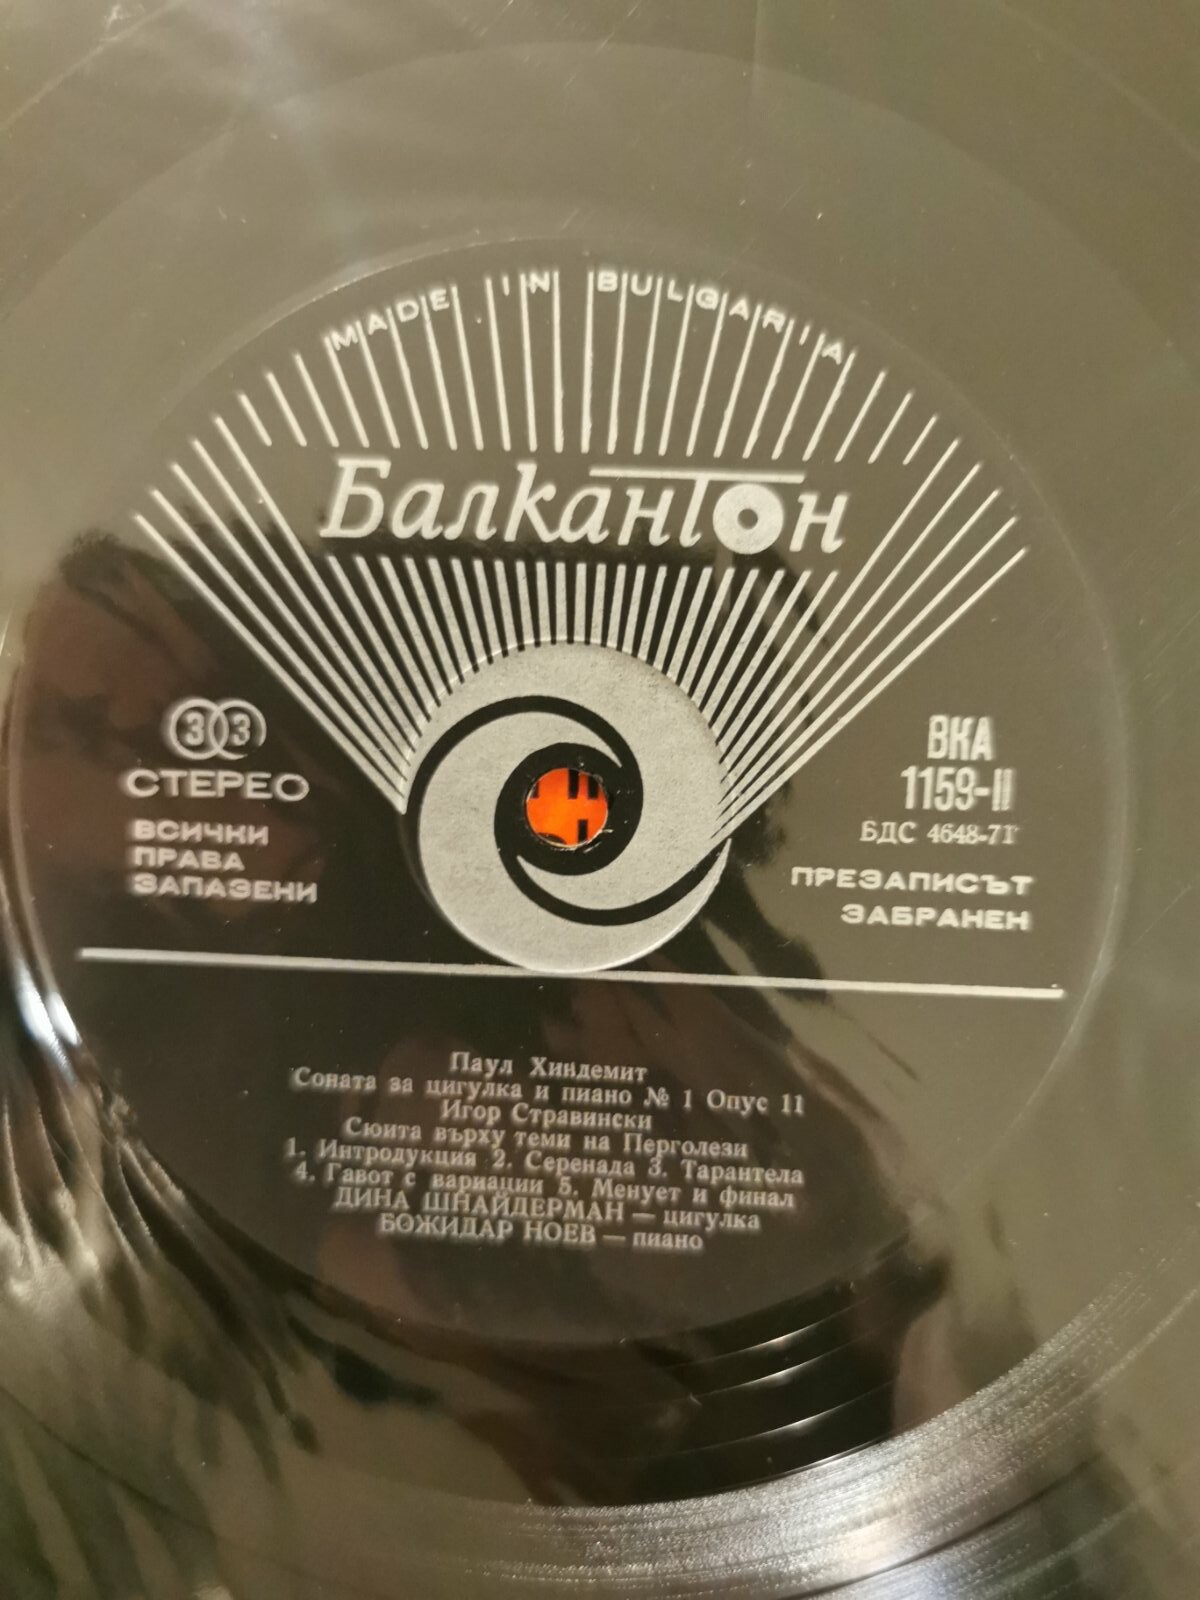 MADE IN BULGARIA
Балкантон
33
СТЕРЕО
ВСИЧКИ
ПРАВА
ЗАПАЗЕНИ
ВКА
1159-II
БДС 4648-71
ПРЕЗАПИСЪТ
ЗАБРАНЕН
Паул Хиндемит
Соната за цигулка и пиано № 1 Опус 11
Игор Стравински
Сюита върху теми на Перголези
1. Интродукция 2. Серенада 3. Тарантела
4. Гавот с вариации 5. Менует и финал
ДИНА ШНАЙДЕРМАН — цигулка
БОЖИДАР НОЕВ — пиано